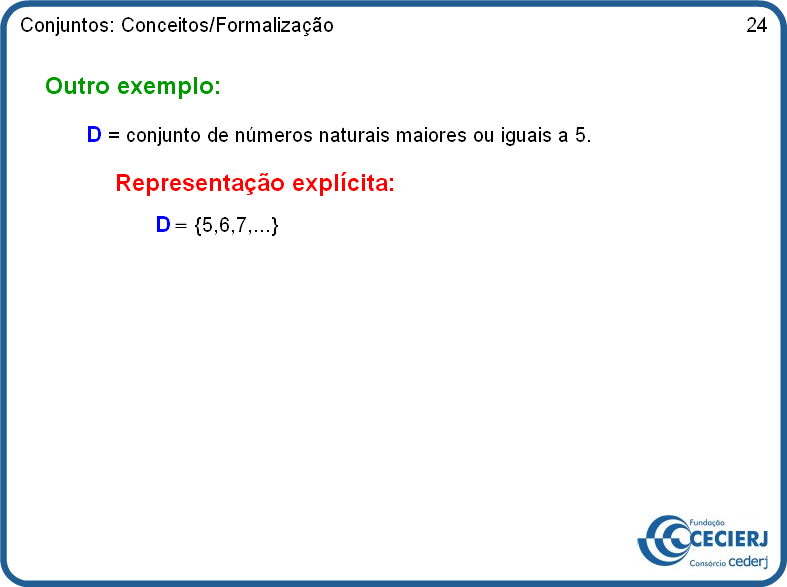 Conjuntos: Conceitos/Formalização 24
Outro exemplo:
D = conjunto de números naturais maiores ou iguais a 5.
Representação explícita:
D = {5,6,7,...}
Fundação
CECIERJ
Consórcio cederj